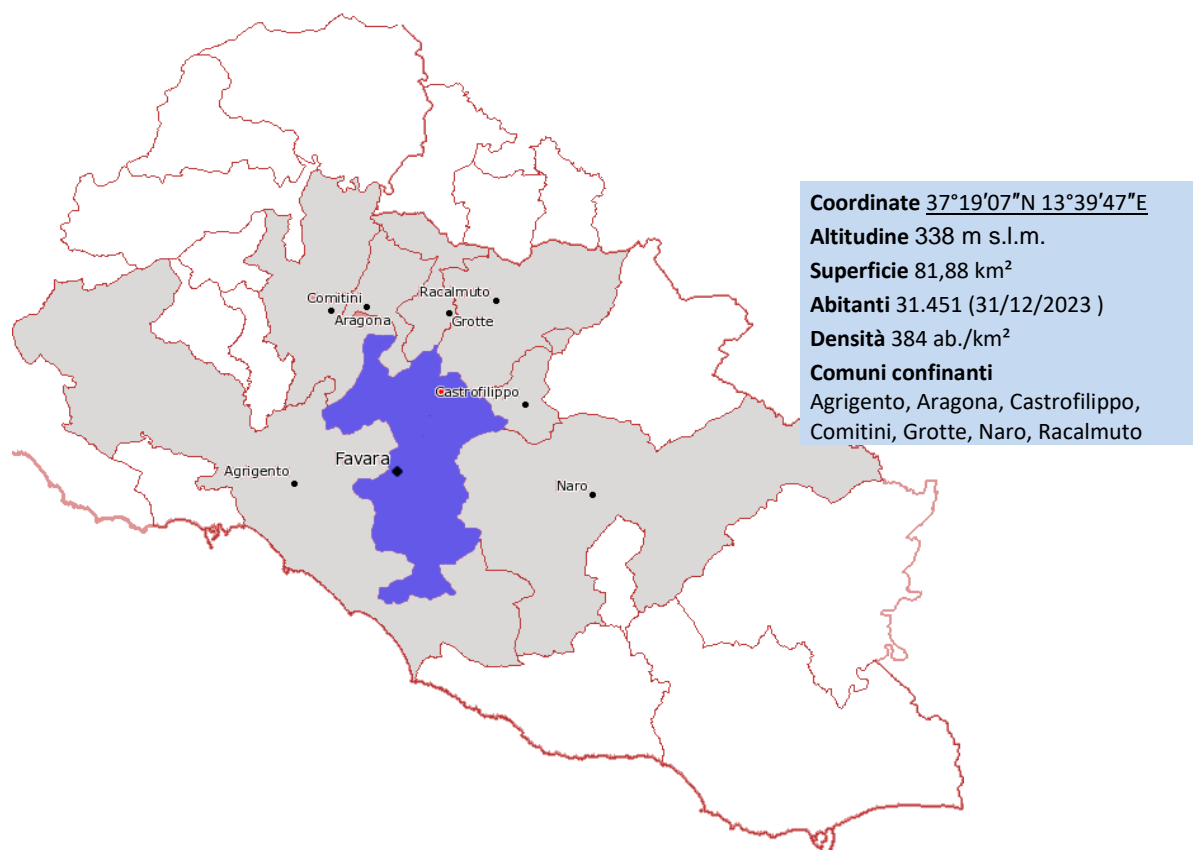 Comitini
Aragona
Racalmuto
Grotte
Castrofilippo
Favara
Agrigento
Naro
Coordinate 37°19′07″N 13°39′47″E
Altitudine 338 m s.l.m.
Superficie 81,88 km²
Abitanti 31.451 (31/12/2023 )
Densità 384 ab./km²
Comuni confinanti
Agrigento, Aragona, Castrofilippo,
Comitini, Grotte, Naro, Racalmuto